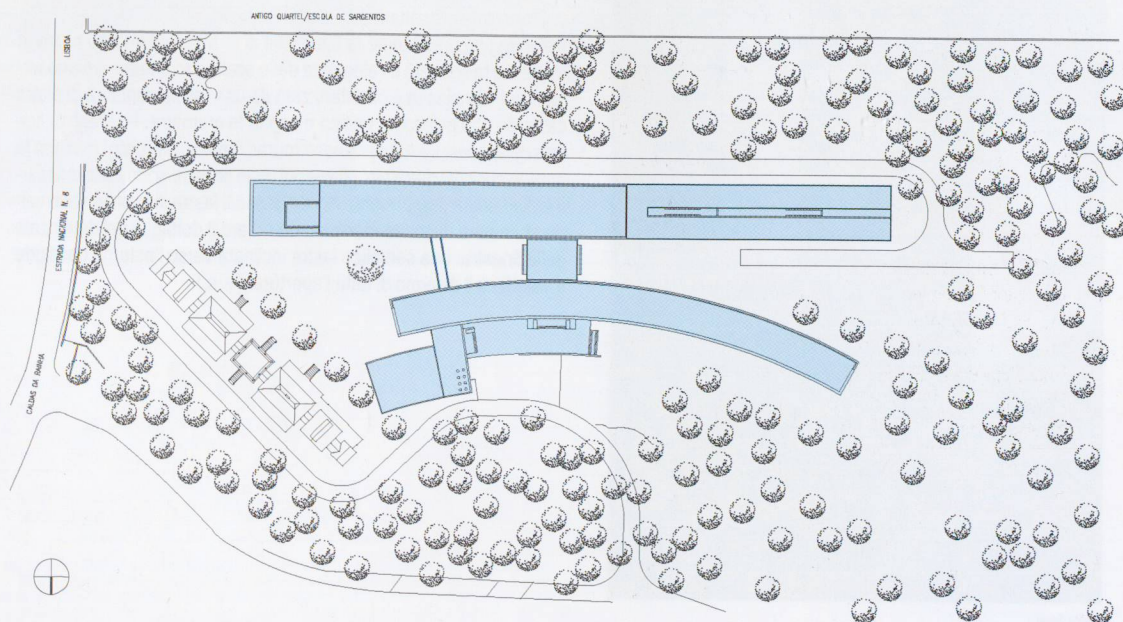 ANTIGO QUARTEL/ESCOLA DE SARGENTOS
LISBOA
ESTRADA NACIONAL N. 8
CALDAS DA RAINHA